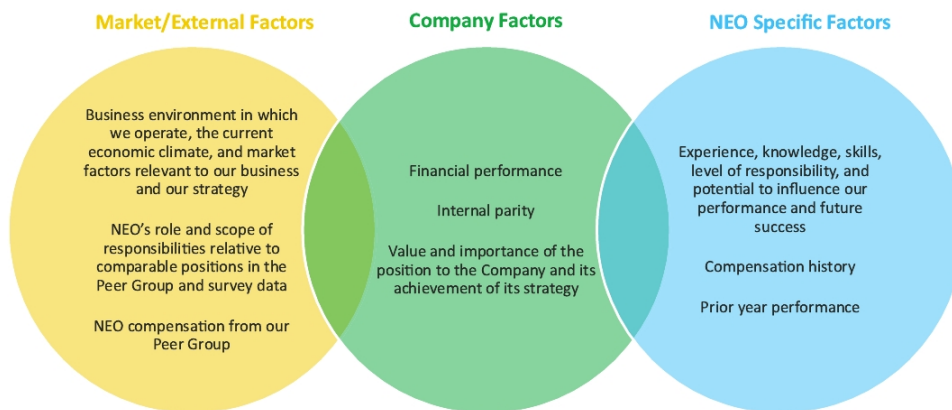 Market/External Factors
Company Factors
NEO Specific Factors
Business environment in which
we operate, the current
economic climate, and market
factors relevant to our business
and our strategy
NEO's role and scope of
responsibilities relative to
comparable positions in the
Peer Group and survey data
NEO compensation from our
Peer Group
Financial performance
Internal parity
Value and importance of the
position to the Company and its
achievement of its strategy
Experience, knowledge, skills,
level of responsibility, and
potential to influence our
performance and future
success
Compensation history
Prior year performance